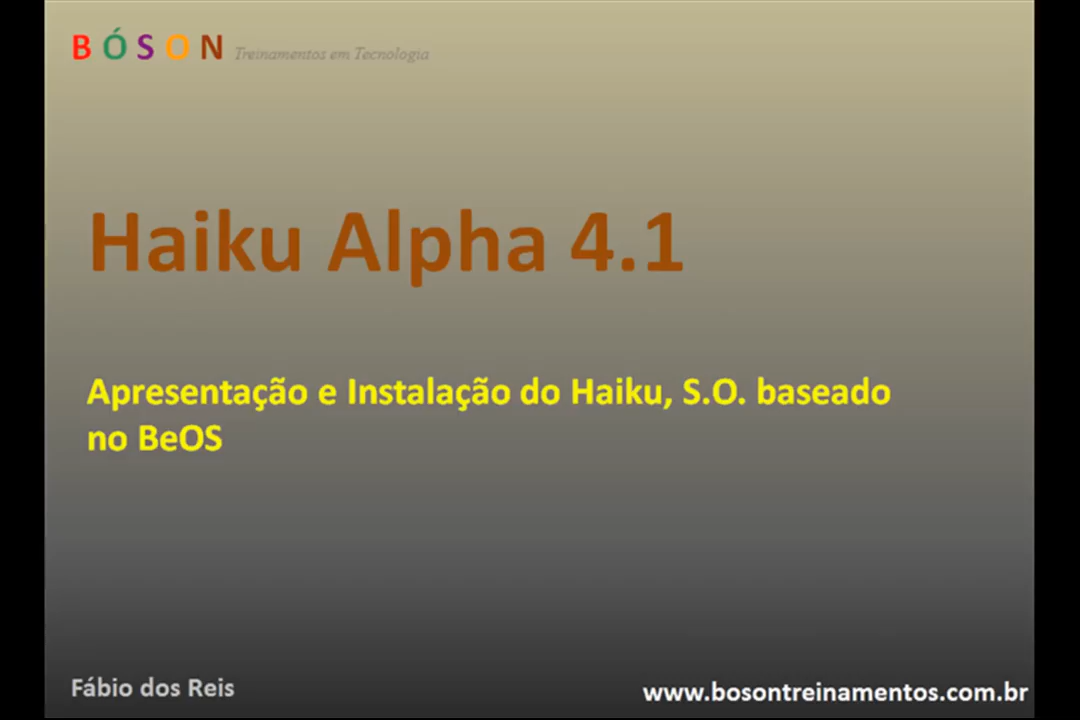 BÓSON Treinamentos em Tecnologia
Haiku Alpha 4.1
Apresentação e Instalação do Haiku, S.O. baseado
no BeOS
Fábio dos Reis
www.bosontreinamentos.com.br